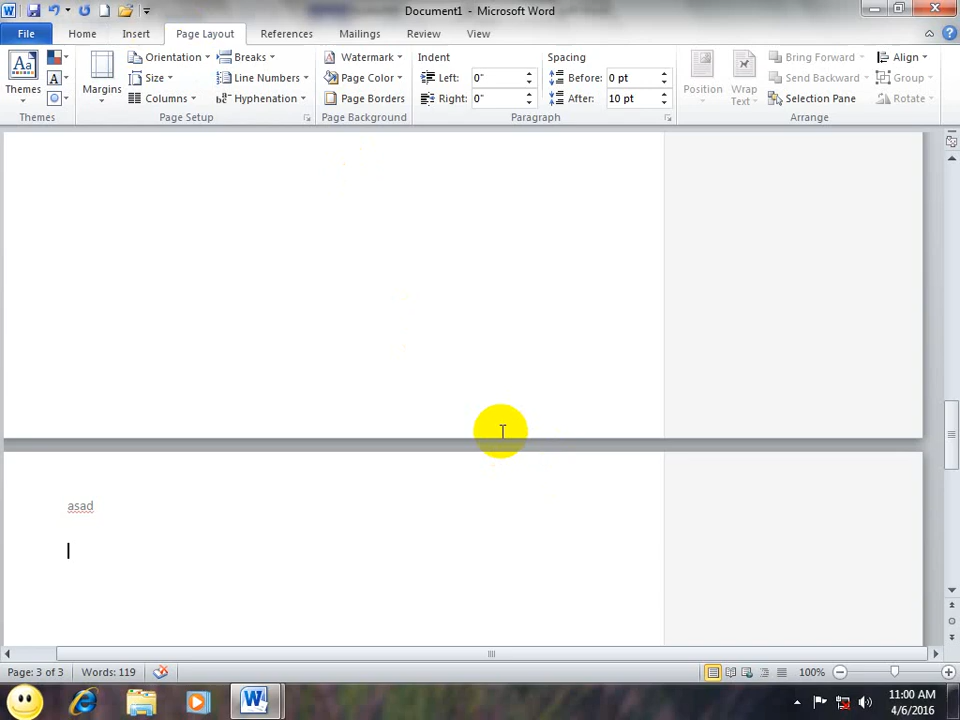 Document1 - Microsoft Word
File Home Insert Page Layout References Mailings Review View
Themes
Themes
Margins
Orientation
Size
Columns
Breaks
Line Numbers
Hyphenation
Page Setup
Watermark
Page Color
Page Borders
Page Background
Indent
Left: 0"
Right: 0"
Spacing
Before: 0 pt
After: 10 pt
Paragraph
Position
Wrap
Text
Bring Forward
Send Backward
Selection Pane
Align
Group
Rotate
Arrange
asad
Page: 3 of 3 Words: 119 100%
11:00 AM
4/6/2016